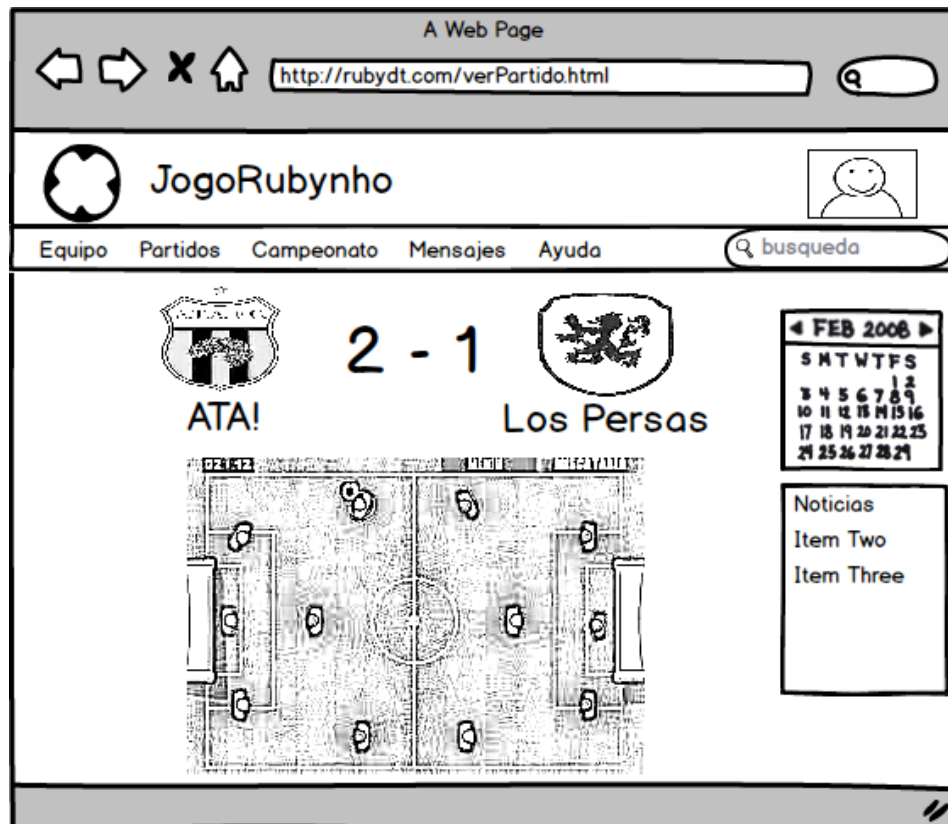 A Web Page
http://rubydt.com/verPartido.html
JogoRubynho
Equipo Partidos Campeonato Mensajes Ayuda busqueda
2 - 1
ATA!
Los Persas
FEB 2008
S M T W T F S
1 2
3 4 5 6 7 8 9
10 11 12 13 14 15 16
17 18 19 20 21 22 23
24 25 26 27 28 29
Noticias
Item Two
Item Three